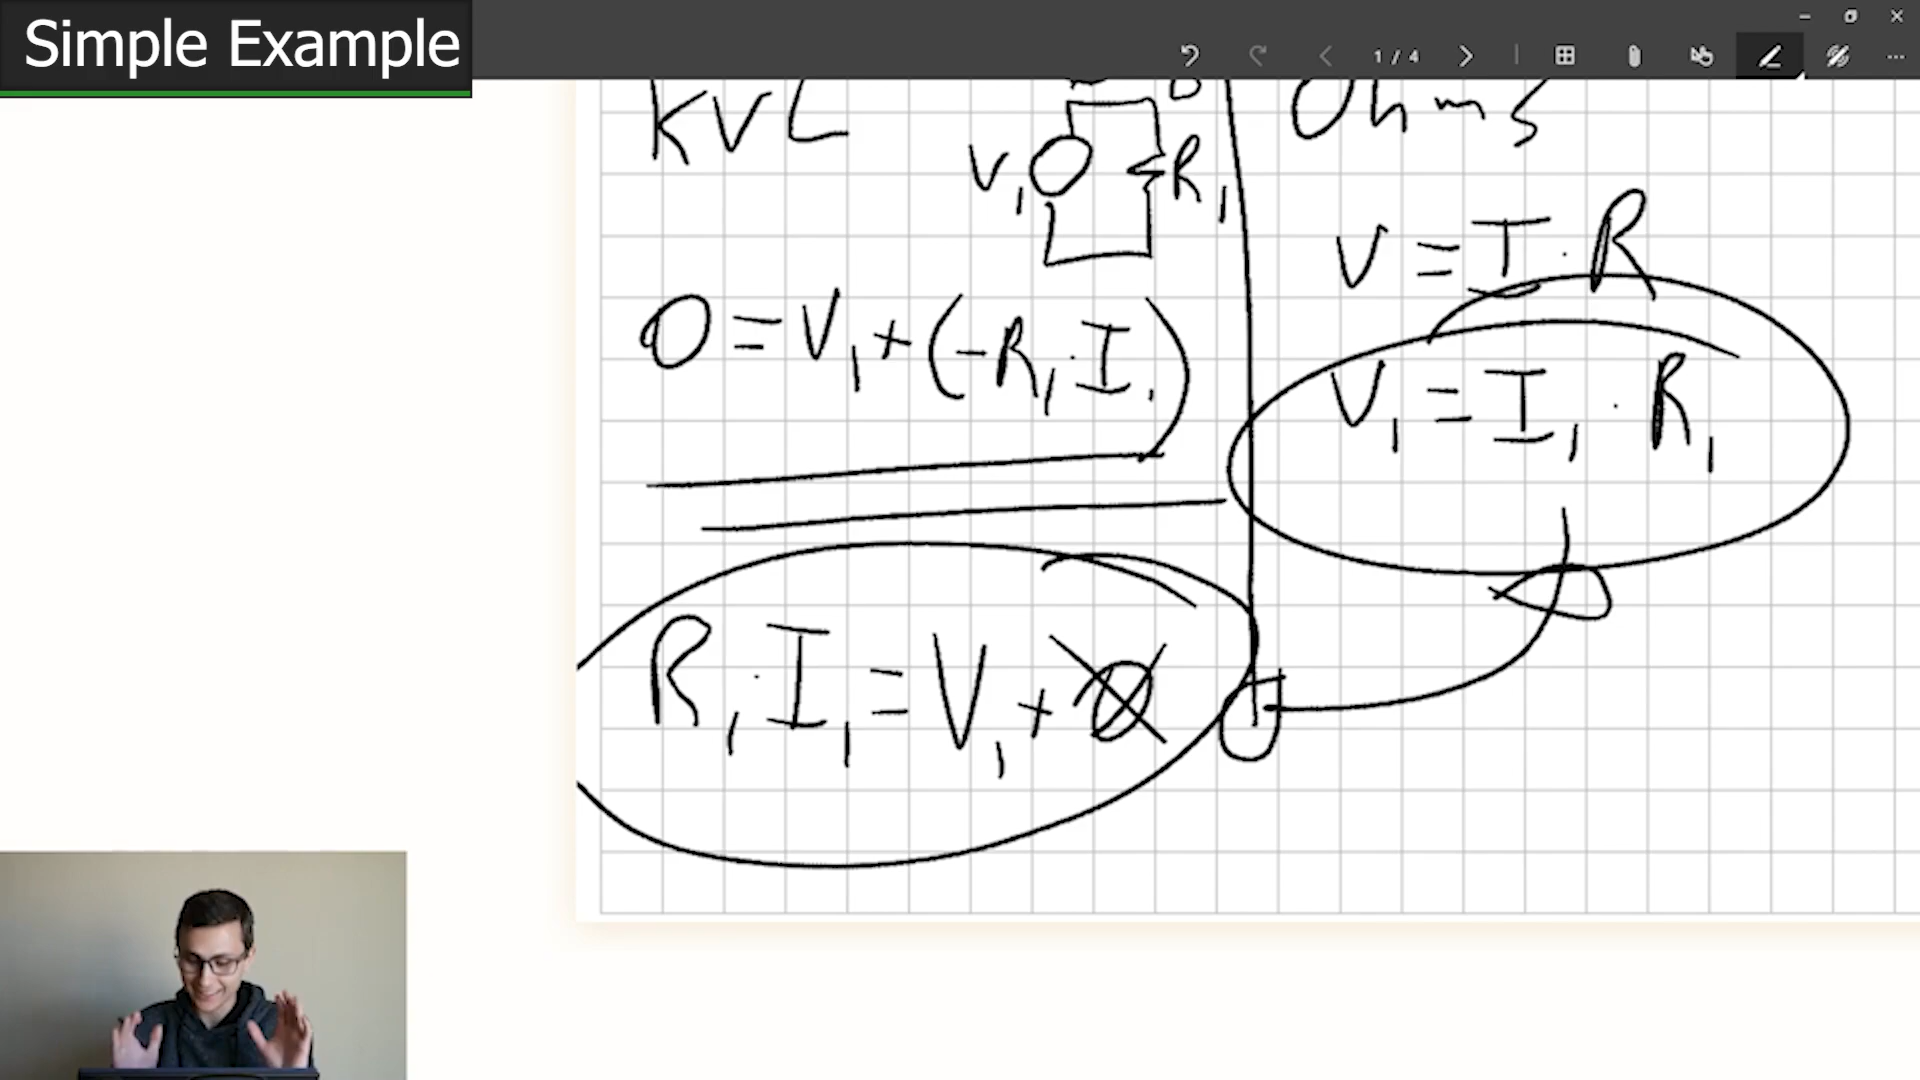 Simple Example
1 / 4
KVL
V1 R1
0 = V1 + (-R1 · I1)
R1 · I1 = V1 + 0
Ohms
V = I · R
V1 = I1 · R1